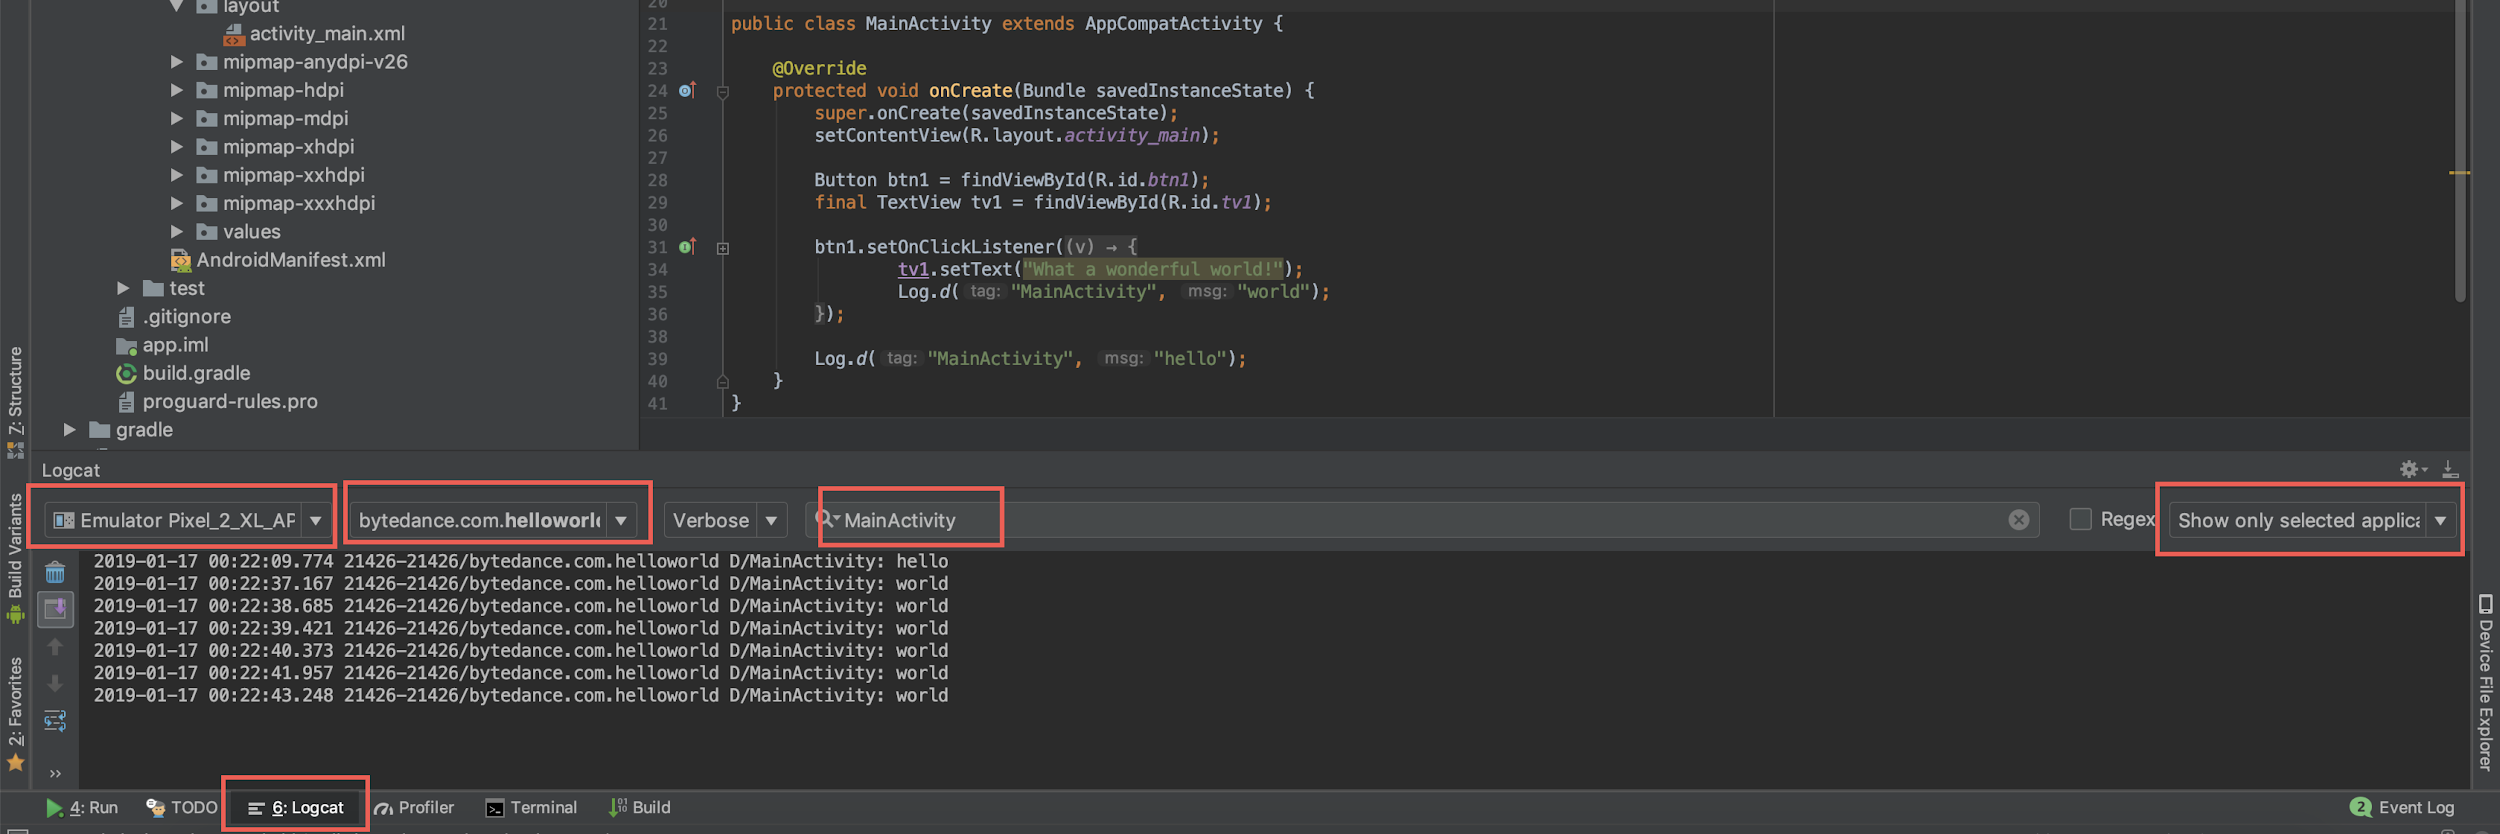 layout
activity_main.xml
mipmap-anydpi-v26
mipmap-hdpi
mipmap-mdpi
mipmap-xhdpi
mipmap-xxhdpi
mipmap-xxxhdpi
values
AndroidManifest.xml
test
.gitignore
app.iml
build.gradle
proguard-rules.pro
gradle
7: Structure
Build Variants
2: Favorites
20
21 public class MainActivity extends AppCompatActivity {
22
23 @Override
24 protected void onCreate(Bundle savedInstanceState) {
25 super.onCreate(savedInstanceState);
26 setContentView(R.layout.activity_main);
27
28 Button btn1 = findViewById(R.id.btn1);
29 final TextView tv1 = findViewById(R.id.tv1);
30
31 btn1.setOnClickListener((v) → {
34 tv1.setText("What a wonderful world!");
35 Log.d( tag: "MainActivity", msg: "world");
36 });
38
39 Log.d( tag: "MainActivity", msg: "hello");
40 }
41 }
Logcat
Emulator Pixel_2_XL_AP bytedance.com.helloworl Verbose MainActivity Regex Show only selected applica
2019-01-17 00:22:09.774 21426-21426/bytedance.com.helloworld D/MainActivity: hello
2019-01-17 00:22:37.167 21426-21426/bytedance.com.helloworld D/MainActivity: world
2019-01-17 00:22:38.685 21426-21426/bytedance.com.helloworld D/MainActivity: world
2019-01-17 00:22:39.421 21426-21426/bytedance.com.helloworld D/MainActivity: world
2019-01-17 00:22:40.373 21426-21426/bytedance.com.helloworld D/MainActivity: world
2019-01-17 00:22:41.957 21426-21426/bytedance.com.helloworld D/MainActivity: world
2019-01-17 00:22:43.248 21426-21426/bytedance.com.helloworld D/MainActivity: world
Device File Explorer
4: Run TODO 6: Logcat Profiler Terminal Build 2 Event Log